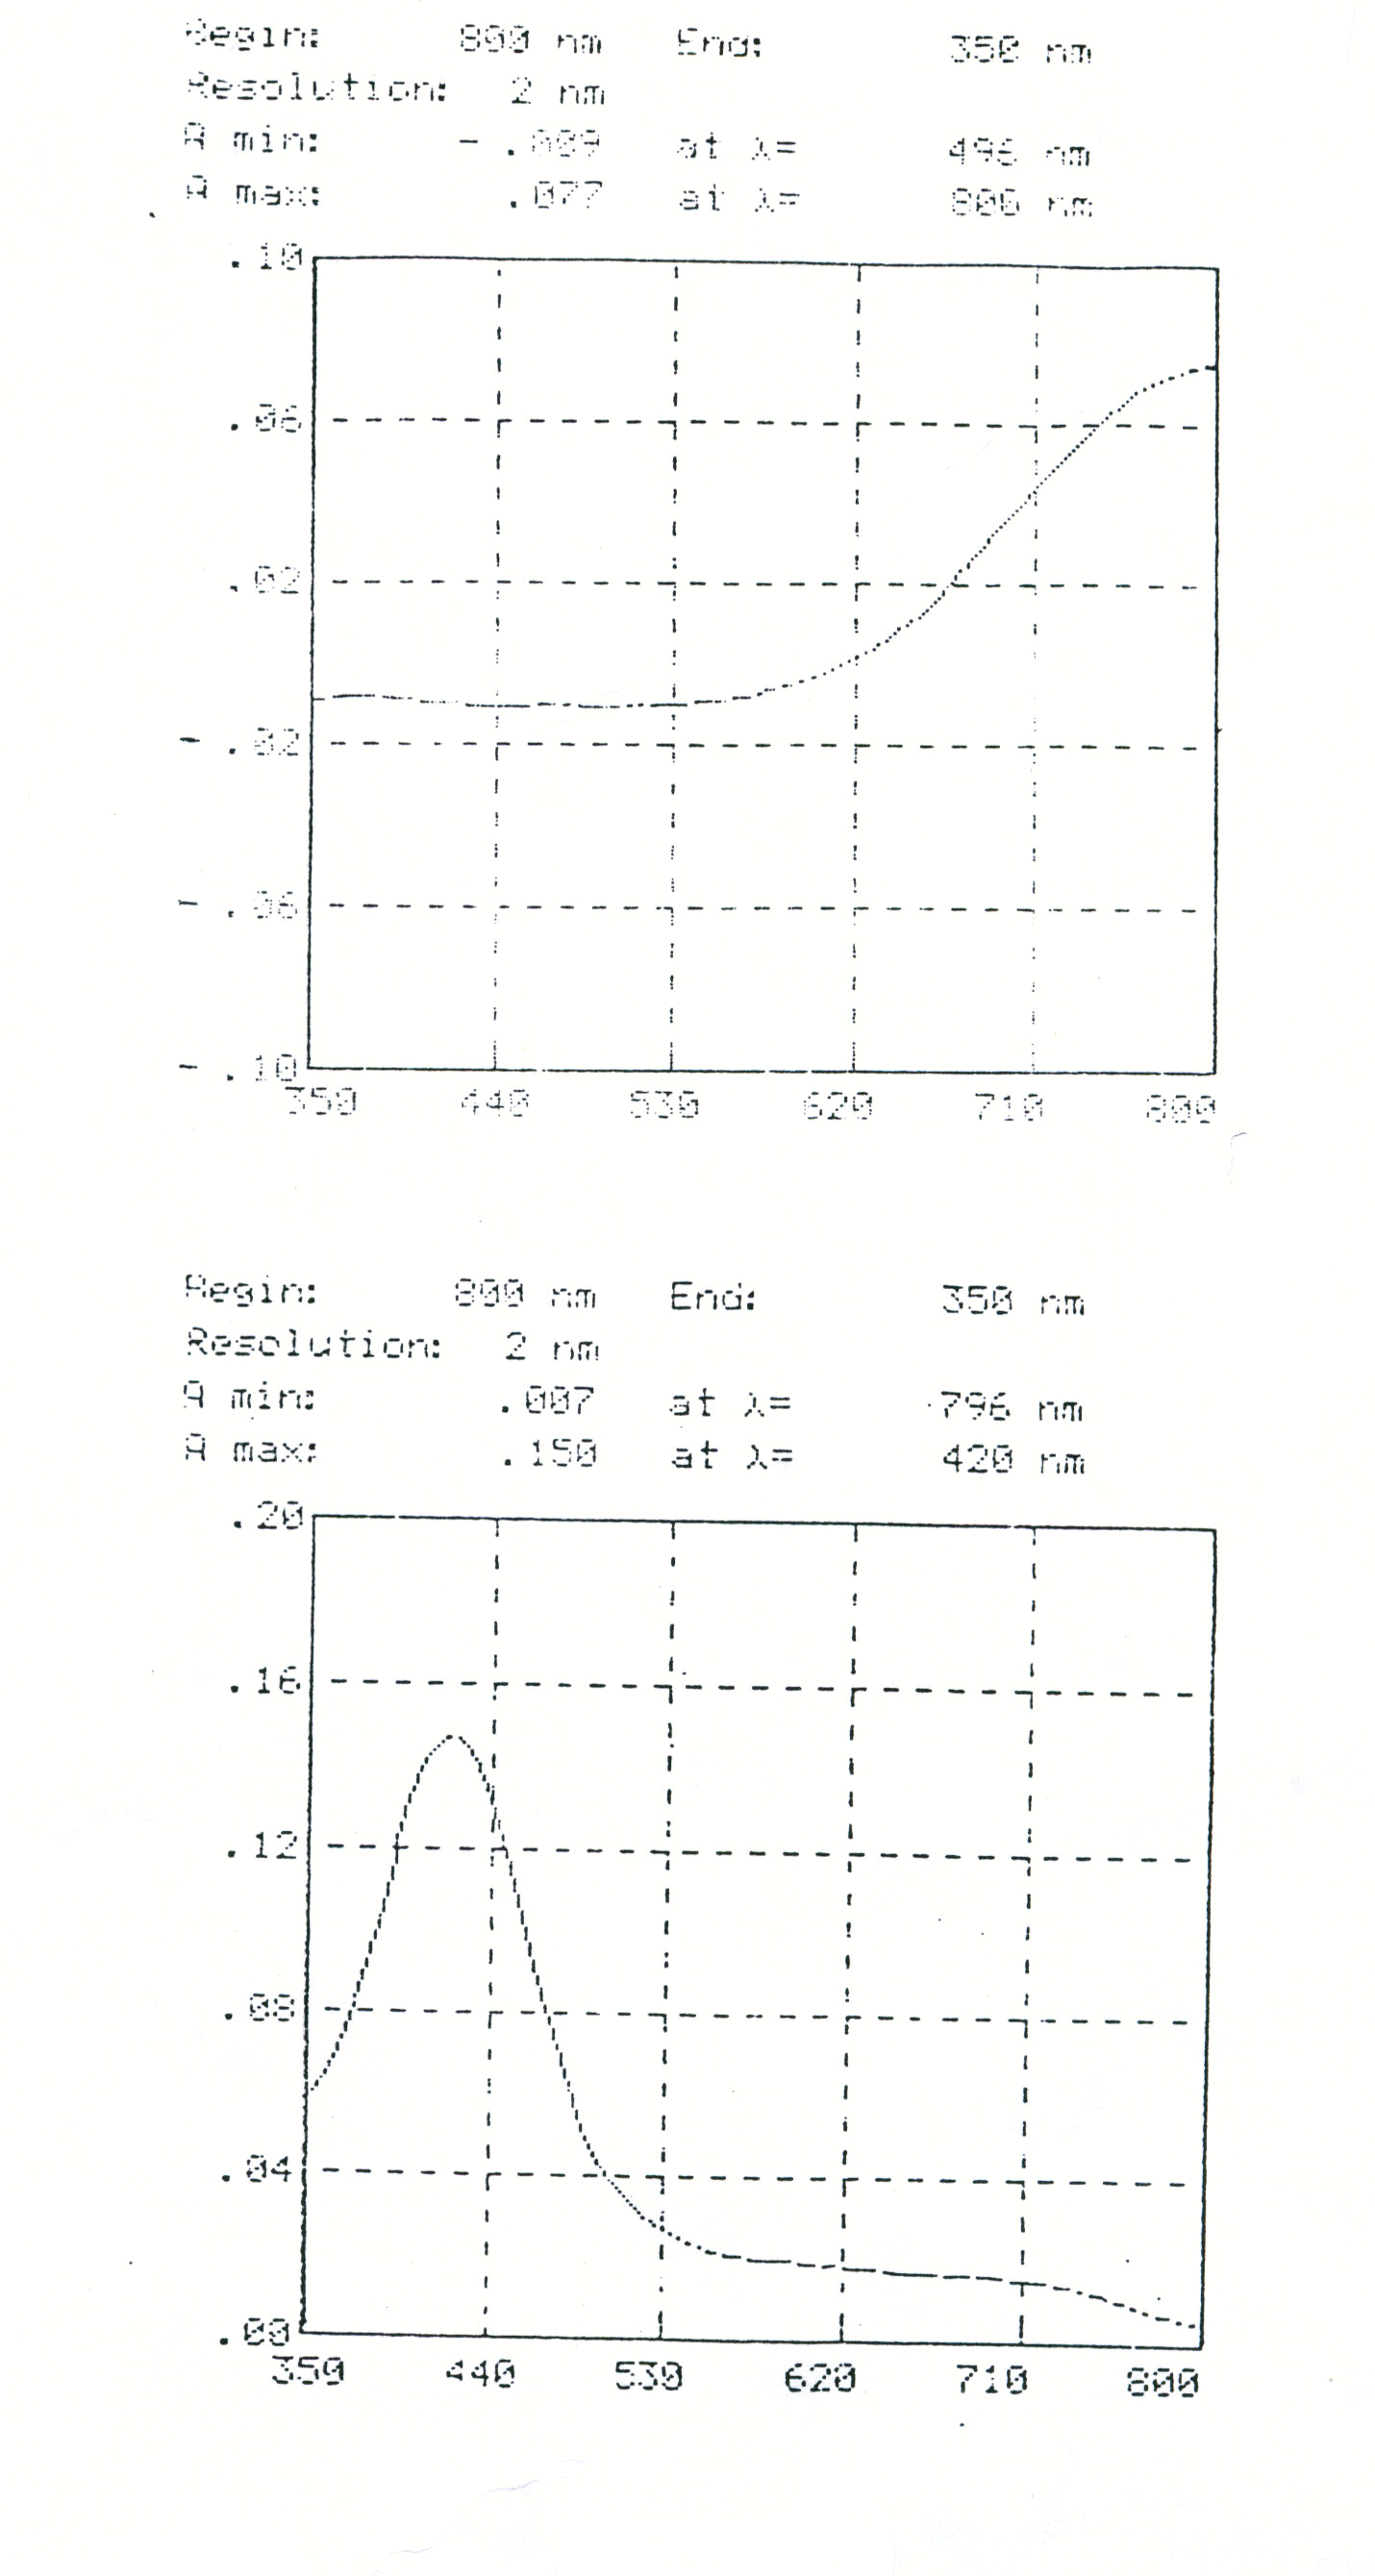 Begin: 800 nm End: 350 nm
Resolution: 2 nm
A min: - .009 at λ= 496 nm
A max: .077 at λ= 800 nm
.10
.06
.02
- .02
- .06
- .10
350 440 530 620 710 800
Begin: 800 nm End: 350 nm
Resolution: 2 nm
A min: .007 at λ= 796 nm
A max: .150 at λ= 420 nm
.20
.16
.12
.08
.04
.00
350 440 530 620 710 800